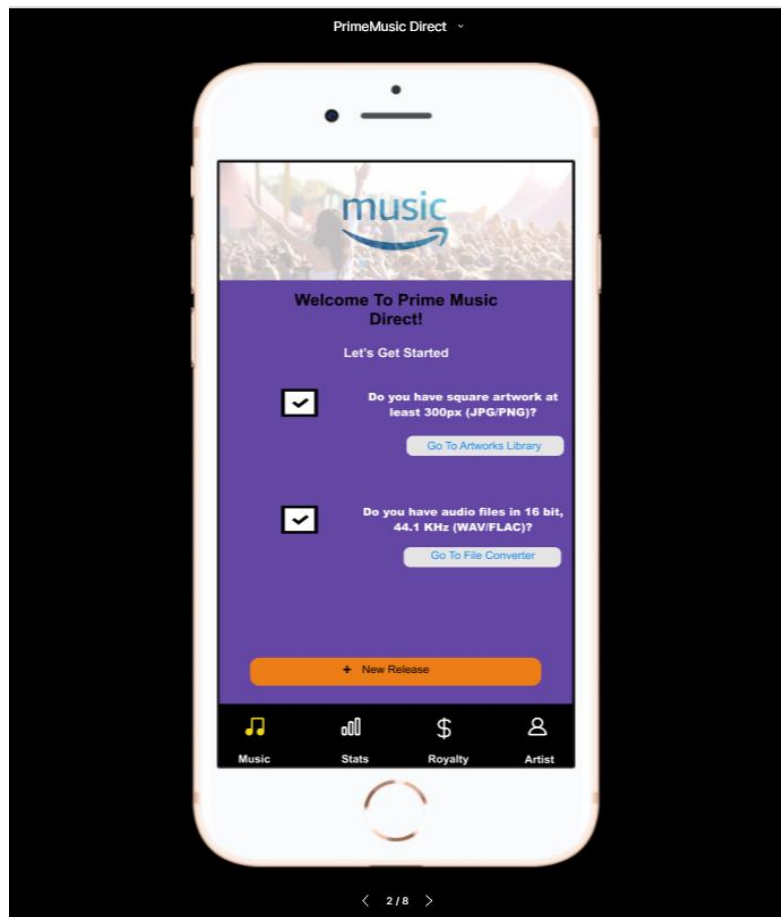 PrimeMusic Direct
music
Welcome To Prime Music
Direct!
Let's Get Started
Do you have square artwork at
least 300px (JPG/PNG)?
Go To Artworks Library
Do you have audio files in 16 bit,
44.1 KHz (WAV/FLAC)?
Go To File Converter
+ New Release
Music Stats Royalty Artist
2 / 8